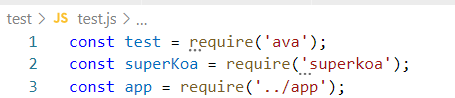 test > JS test.js > ...
1 const test = require('ava');
2 const superKoa = require('superkoa');
3 const app = require('../app');